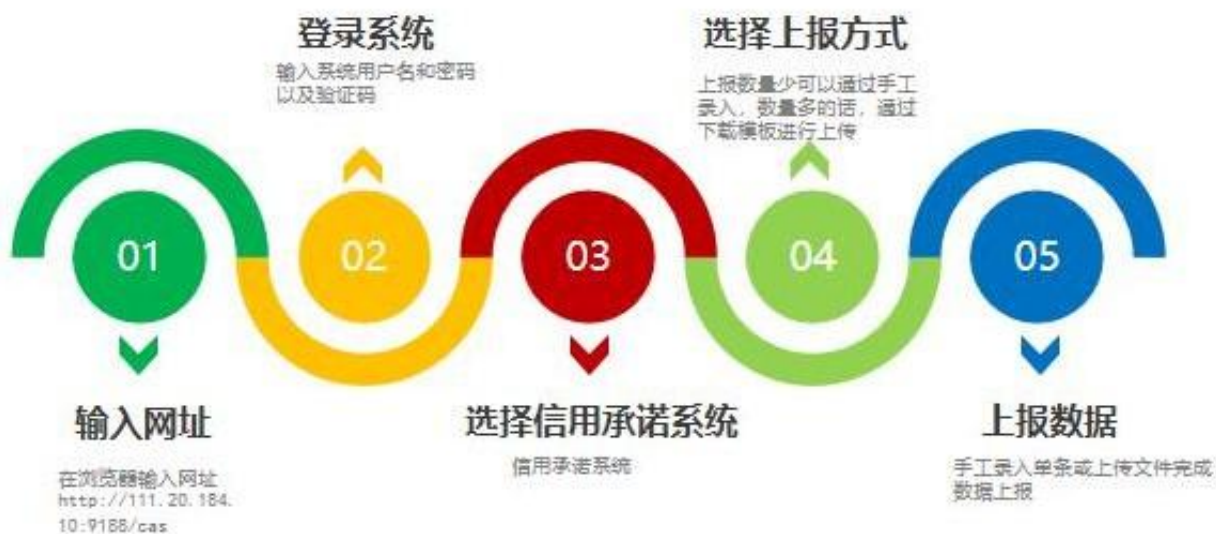 登录系统
输入系统用户名和密码
以及验证码
选择上报方式
上报数量少可以通过手工
录入，数量多的话，通过
下载模板进行上传
01
02
03
04
05
输入网址
在浏览器输入网址
http://111.20.184.
10:9188/cas
选择信用承诺系统
信用承诺系统
上报数据
手工录入单条或上传文件完成
数据上报